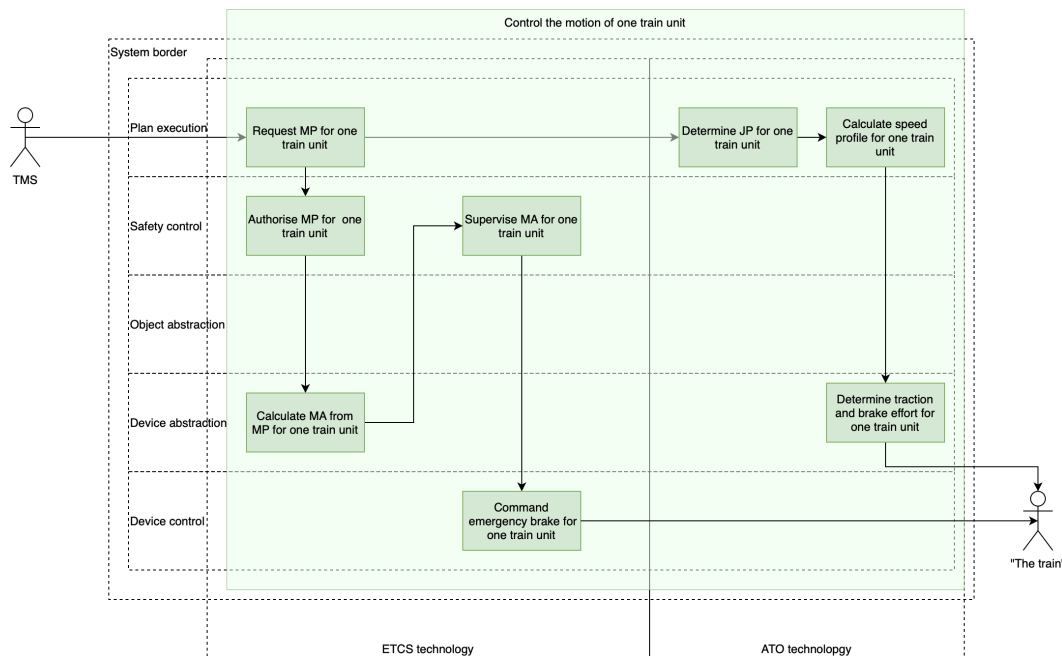 Control the motion of one train unit
System border
Plan execution
Request MP for one
train unit
Determine JP for one
train unit
Calculate speed
profile for one train
unit
TMS
Safety control
Authorise MP for  one
train unit
Supervise MA for one
train unit
Object abstraction
Device abstraction
Calculate MA from
MP for one train unit
Determine traction
and brake effort for
one train unit
Device control
Command
emergency brake for
one train unit
"The train"
ETCS technology
ATO technolopgy